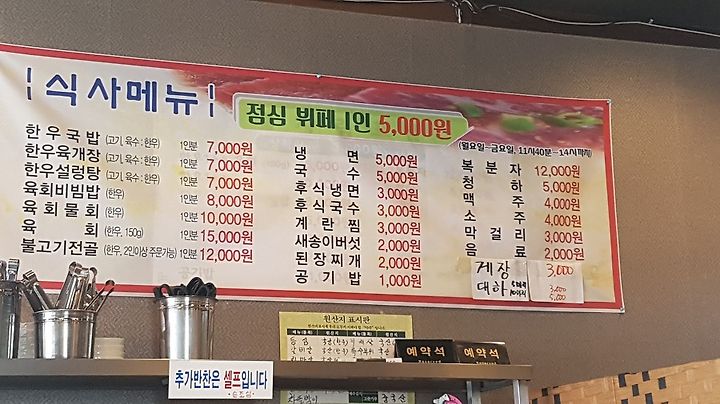 식사메뉴
점심 뷔페 1인 5,000원
(월요일~금요일, 11시40분~14시까지)
한우국밥 (고기 육수 : 한우) 1인분 7,000원
한우육개장 (고기, 육수 : 한우) 1인분 7,000원
한우설렁탕 (고기, 육수 : 한우) 1인분 7,000원
육회비빔밥 (한우) 1인분 8,000원
육회물회 (한우) 1인분 10,000원
육회 (한우, 150g) 1인분 15,000원
불고기전골 (한우, 2인이상 주문가능) 1인분 12,000원
냉면 5,000원
국수 5,000원
후식냉면 3,000원
후식국수 3,000원
계란찜 3,000원
새송이버섯 2,000원
된장찌개 2,000원
공기밥 1,000원
복분자 12,000원
청하 5,000원
맥주 4,000원
소주 4,000원
막걸리 3,000원
음료 2,000원
게장 3,000
대하 3,000
5,000
원산지 표시판
예약석
예약석
추가반찬은 셀프입니다